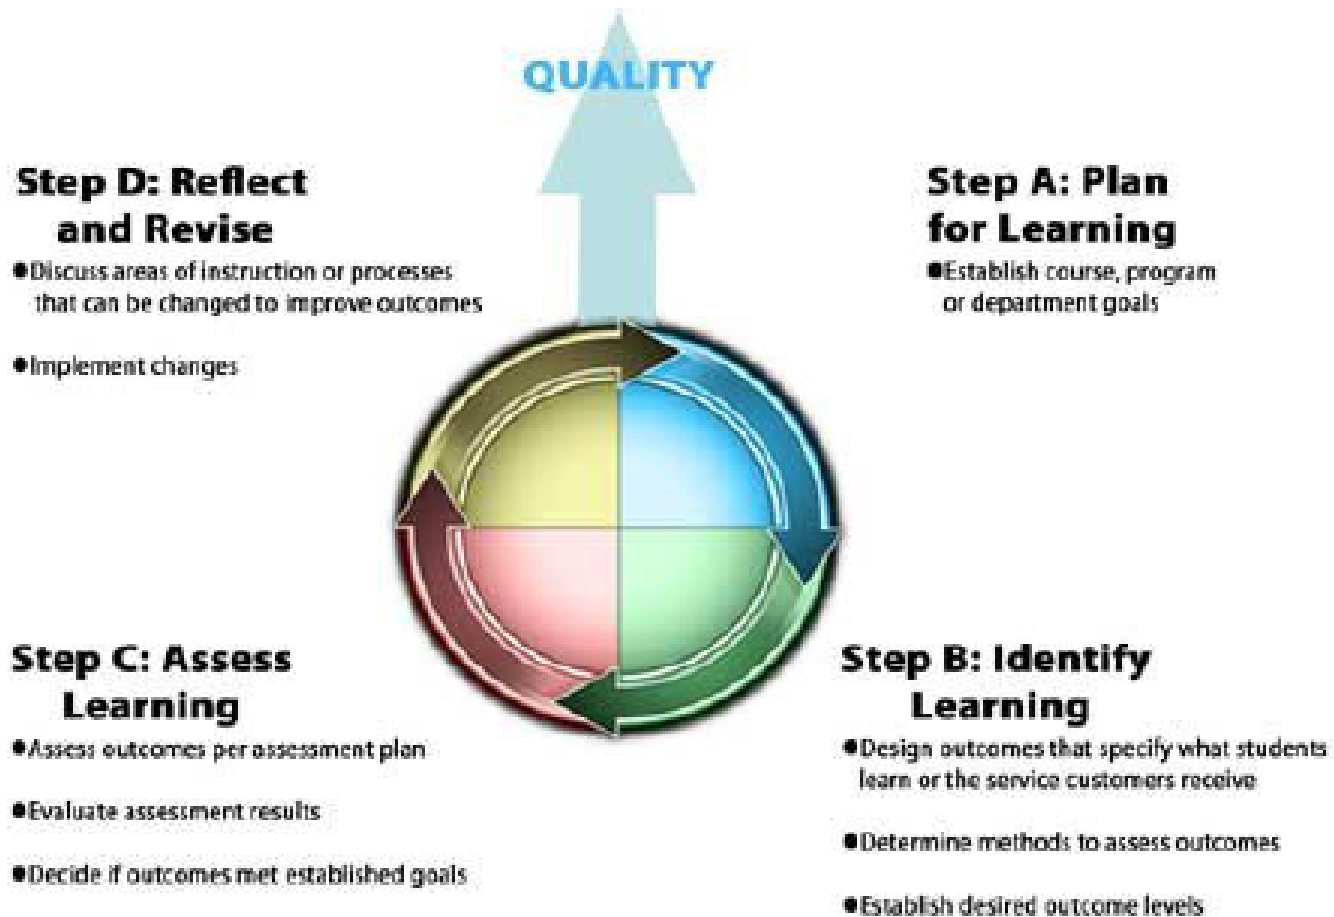 QUALITY
Step D: Reflect
and Revise
●Discuss areas of instruction or processes
that can be changed to improve outcomes
●Implement changes
Step A: Plan
for Learning
●Establish course, program
or department goals
Step C: Assess
Learning
●Assess outcomes per assessment plan
●Evaluate assessment results
●Decide if outcomes met established goals
Step B: Identify
Learning
●Design outcomes that specify what students
learn or the service customers receive
●Determine methods to assess outcomes
●Establish desired outcome levels